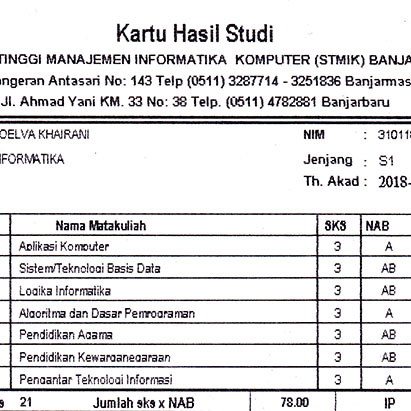 Kartu Hasil Studi
TINGGI MANAJEMEN INFORMATIKA KOMPUTER (STMIK) BANJA
ngeran Antasari No: 143 Telp (0511) 3287714 - 3251836 Banjarmas
Jl. Ahmad Yani KM. 33 No: 38 Telp. (0511) 4782881 Banjarbaru
OELVA KHAIRANI NIM : 310118
FORMATIKA Jenjang : S1
Th. Akad : 2018-
Nama Matakuliah SKS NAB
Aplikasi Komputer 3 A
Sistem/Teknologi Basis Data 3 AB
Logika Informatika 3 AB
Algoritma dan Dasar Pemrograman 3 A
Pendidikan Agama 3 AB
Pendidikan Kewarganegaraan 3 AB
Pengantar Teknologi Informasi 3 A
s 21 Jumlah sks x NAB 78.00 IP